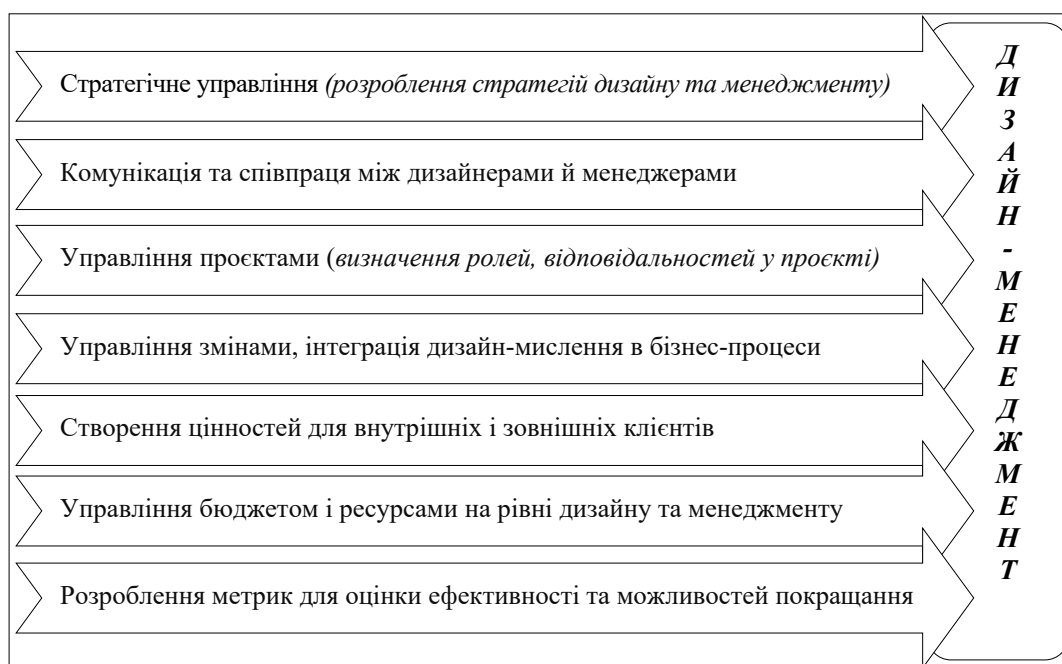 Стратегічне управління (розроблення стратегій дизайну та менеджменту)
Комунікація та співпраця між дизайнерами й менеджерами
Управління проєктами (визначення ролей, відповідальностей у проєкті)
Управління змінами, інтеграція дизайн-мислення в бізнес-процеси
Створення цінностей для внутрішніх і зовнішніх клієнтів
Управління бюджетом і ресурсами на рівні дизайну та менеджменту
Розроблення метрик для оцінки ефективності та можливостей покращання
ДИЗАЙН-МЕНЕДЖМЕНТ